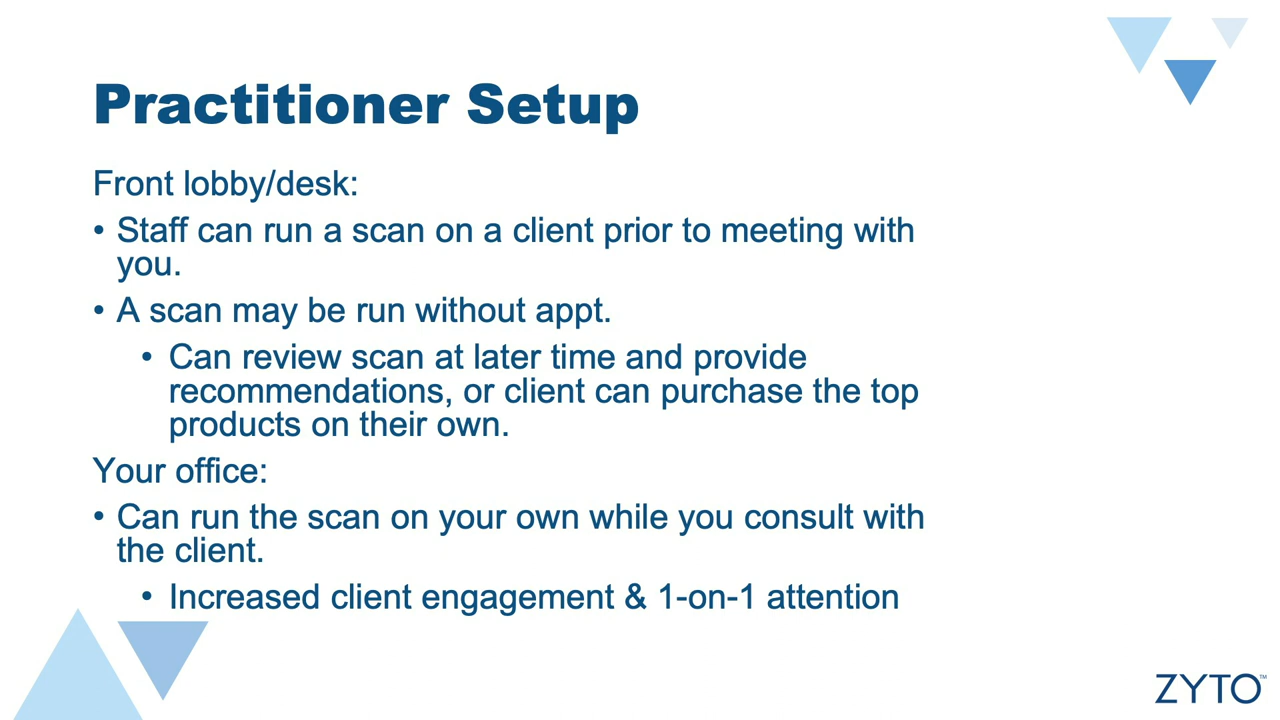 Practitioner Setup
Front lobby/desk:
• Staff can run a scan on a client prior to meeting with
you.
• A scan may be run without appt.
• Can review scan at later time and provide
recommendations, or client can purchase the top
products on their own.
Your office:
• Can run the scan on your own while you consult with
the client.
• Increased client engagement & 1-on-1 attention
ZYTO™